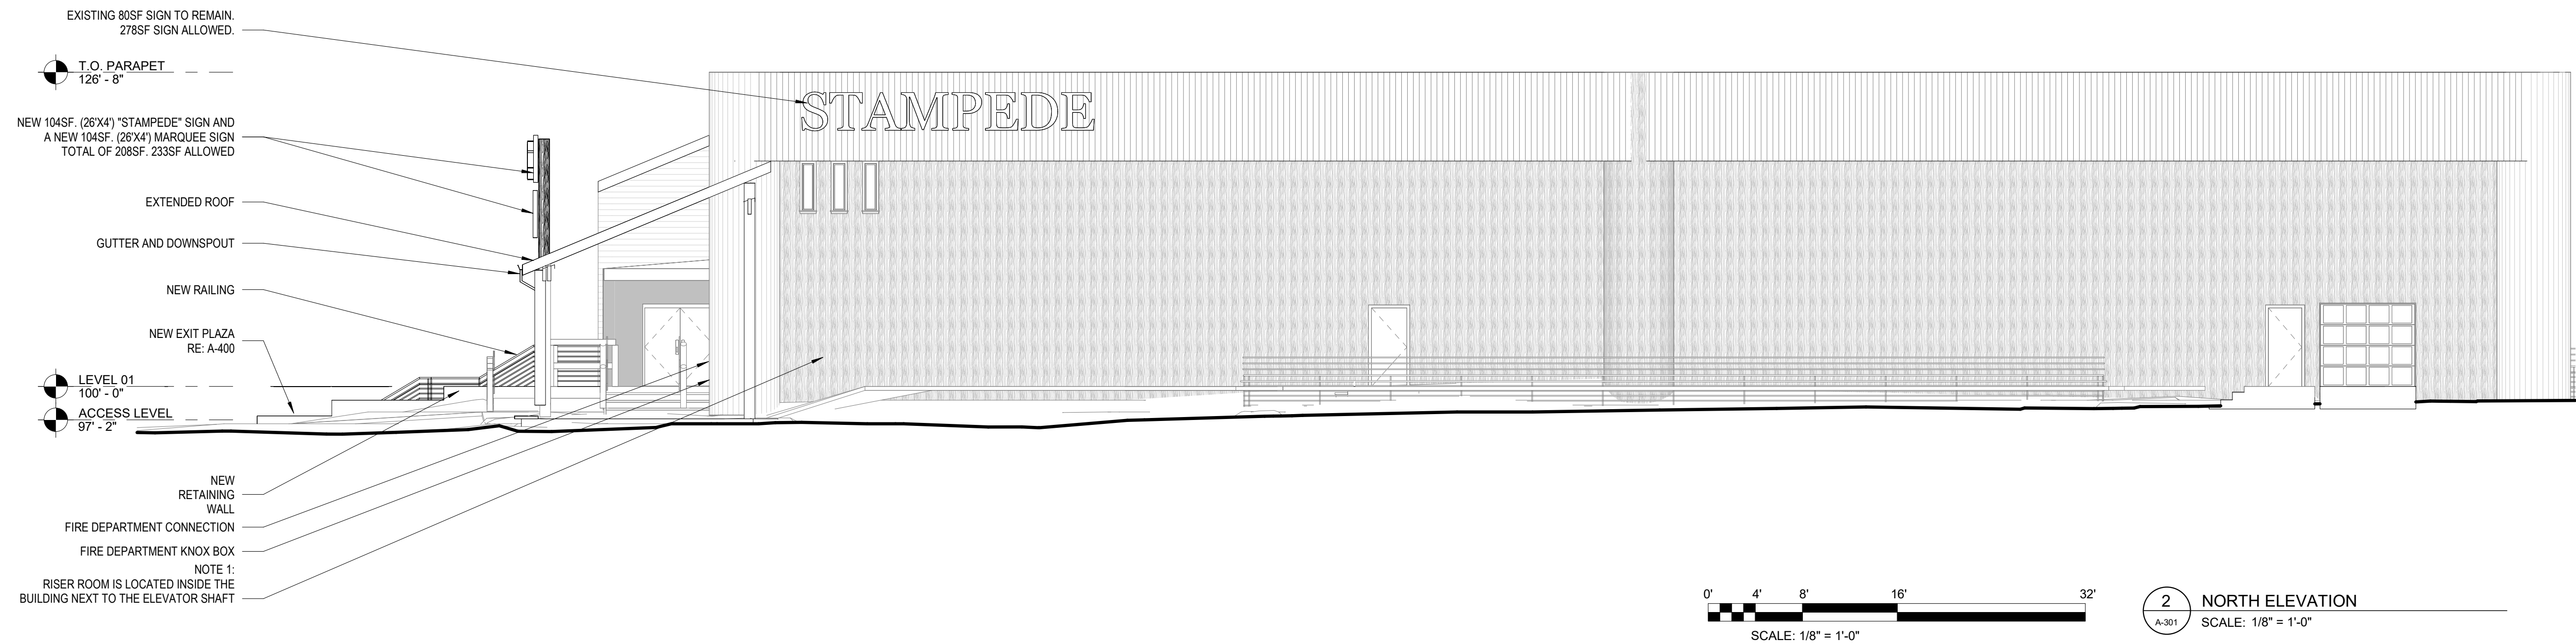 EXISTING 80SF SIGN TO REMAIN.
278SF SIGN ALLOWED.
T.O. PARAPET
126' - 8"
NEW 104SF. (26'X4') "STAMPEDE" SIGN AND
A NEW 104SF. (26'X4') MARQUEE SIGN
TOTAL OF 208SF. 233SF ALLOWED
STAMPEDE
EXTENDED ROOF
GUTTER AND DOWNSPOUT
NEW RAILING
NEW EXIT PLAZA
RE: A-400
LEVEL 01
100' - 0"
ACCESS LEVEL
97' - 2"
NEW
RETAINING
WALL
FIRE DEPARTMENT CONNECTION
FIRE DEPARTMENT KNOX BOX
NOTE 1:
RISER ROOM IS LOCATED INSIDE THE
BUILDING NEXT TO THE ELEVATOR SHAFT
0' 4' 8' 16' 32'
SCALE: 1/8" = 1'-0"
2
A-301
NORTH ELEVATION
SCALE: 1/8" = 1'-0"